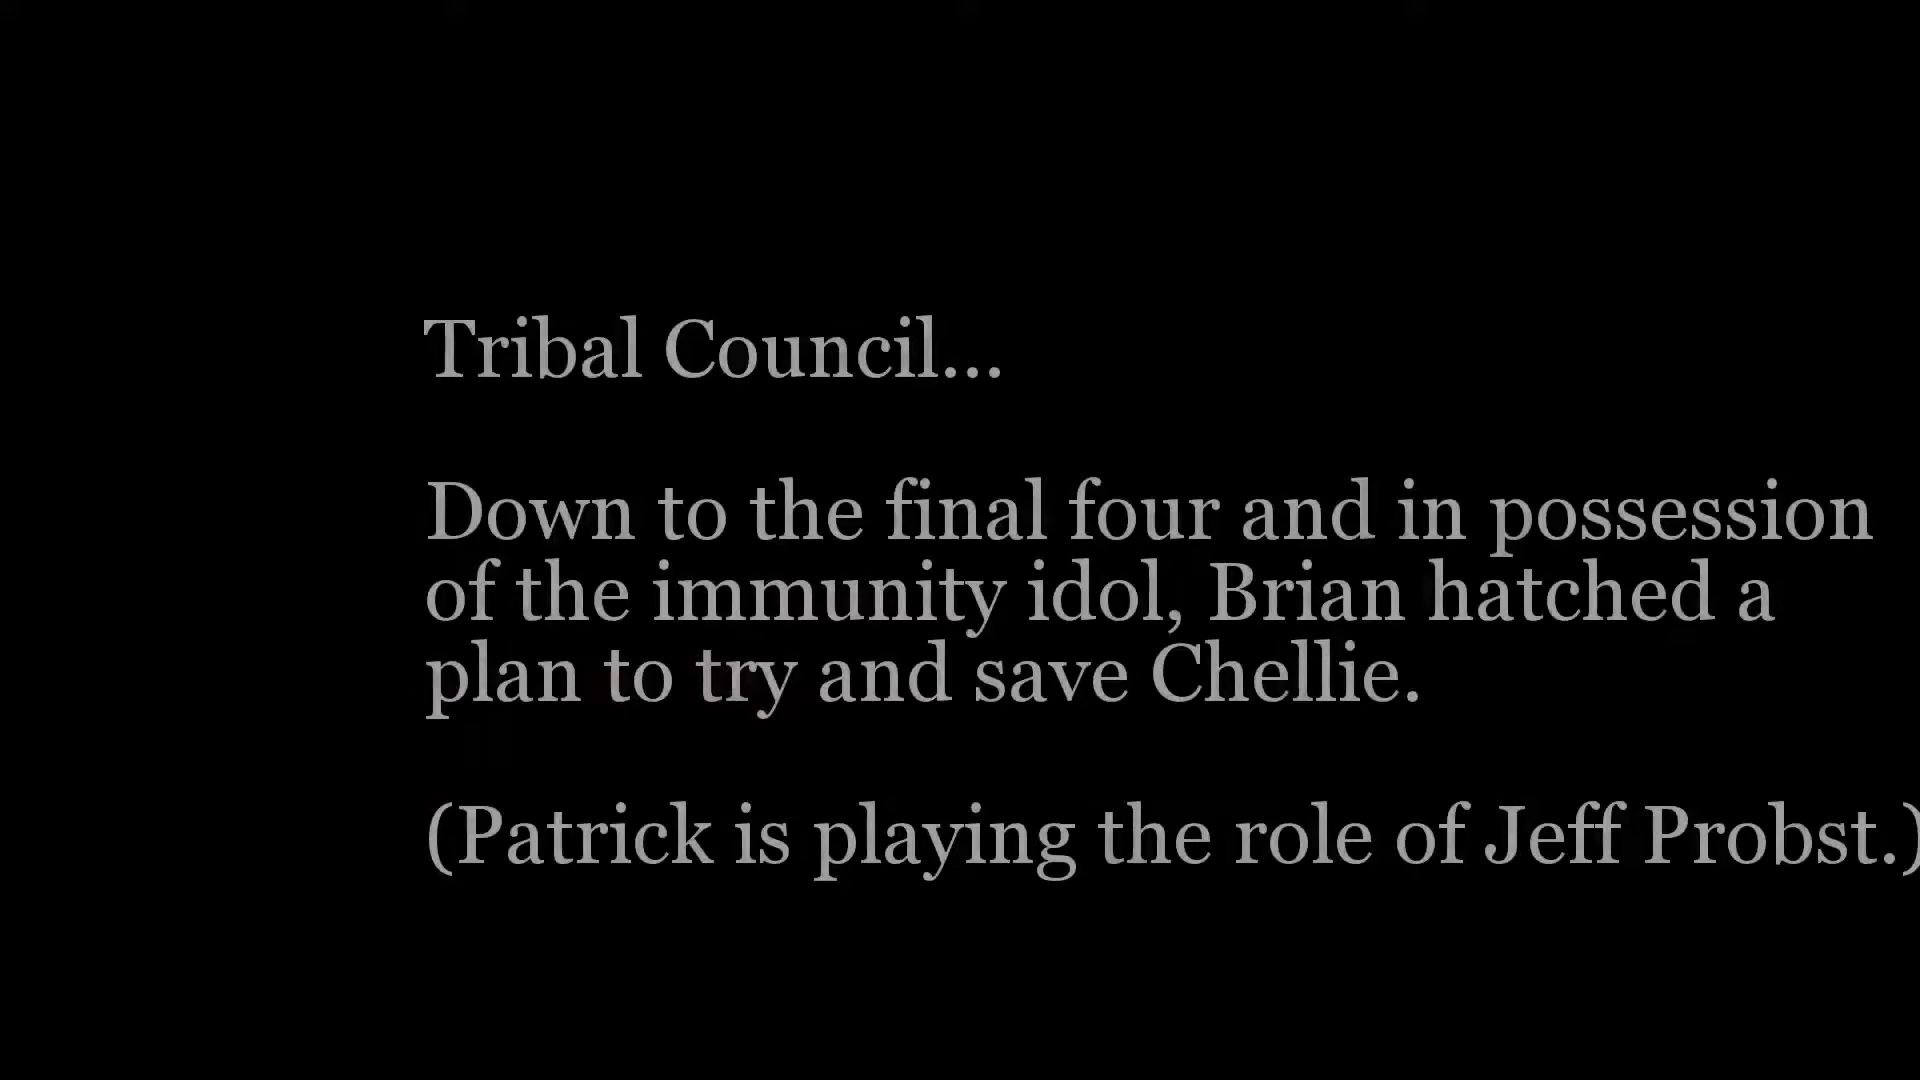 Tribal Council...
Down to the final four and in possession
of the immunity idol, Brian hatched a
plan to try and save Chellie.
(Patrick is playing the role of Jeff Probst.)